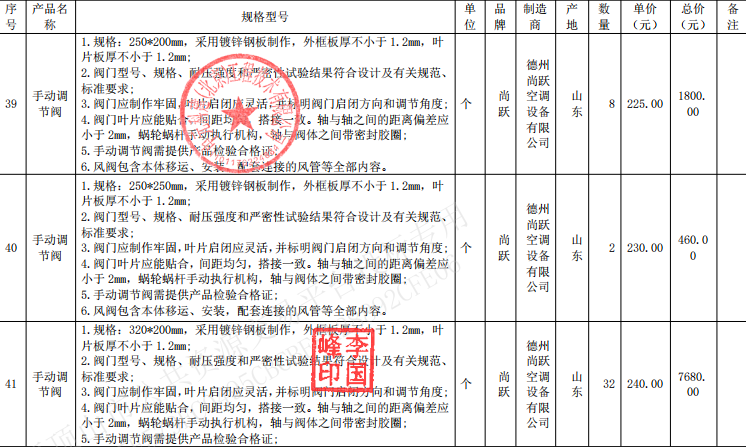 序号 产品名称 规格型号 单位 品牌 制造商 产地 数量 单价（元） 总价（元） 备注
39 手动调节阀
1.规格：250*200mm，采用镀锌钢板制作，外框板厚不小于1.2mm，叶
片板厚不小于1.2mm;
2.阀门型号、规格、耐压强度和严密性试验结果符合设计及有关规范、
标准要求;
3.阀门应制作牢固，叶片启闭应灵活，并标明阀门启闭方向和调节角度;
4.阀门叶片应能贴合，间距均匀，搭接一致。轴与轴之间的距离偏差应
小于2mm，蜗轮蜗杆手动执行机构，轴与阀体之间带密封胶圈;
5.手动调节阀需提供产品检验合格证;
6.风阀包含本体移运、安装，配套连接的风管等全部内容。
个 尚跃 德州尚跃空调设备有限公司 山东 8 225.00 1800.00
40 手动调节阀
1.规格：250*250mm，采用镀锌钢板制作，外框板厚不小于1.2mm，叶
片板厚不小于1.2mm;
2.阀门型号、规格、耐压强度和严密性试验结果符合设计及有关规范、
标准要求;
3.阀门应制作牢固，叶片启闭应灵活，并标明阀门启闭方向和调节角度;
4.阀门叶片应能贴合，间距均匀，搭接一致。轴与轴之间的距离偏差应
小于2mm，蜗轮蜗杆手动执行机构，轴与阀体之间带密封胶圈;
5.手动调节阀需提供产品检验合格证;
6.风阀包含本体移运、安装，配套连接的风管等全部内容。
个 尚跃 德州尚跃空调设备有限公司 山东 2 230.00 460.00
41 手动调节阀
1.规格：320*200mm，采用镀锌钢板制作，外框板厚不小于1.2mm，叶
片板厚不小于1.2mm;
2.阀门型号、规格、耐压强度和严密性试验结果符合设计及有关规范、
标准要求;
3.阀门应制作牢固，叶片启闭应灵活，并标明阀门启闭方向和调节角度;
4.阀门叶片应能贴合，间距均匀，搭接一致。轴与轴之间的距离偏差应
小于2mm，蜗轮蜗杆手动执行机构，轴与阀体之间带密封胶圈;
5.手动调节阀需提供产品检验合格证;
个 尚跃 德州尚跃空调设备有限公司 山东 32 240.00 7680.00
李国峰印